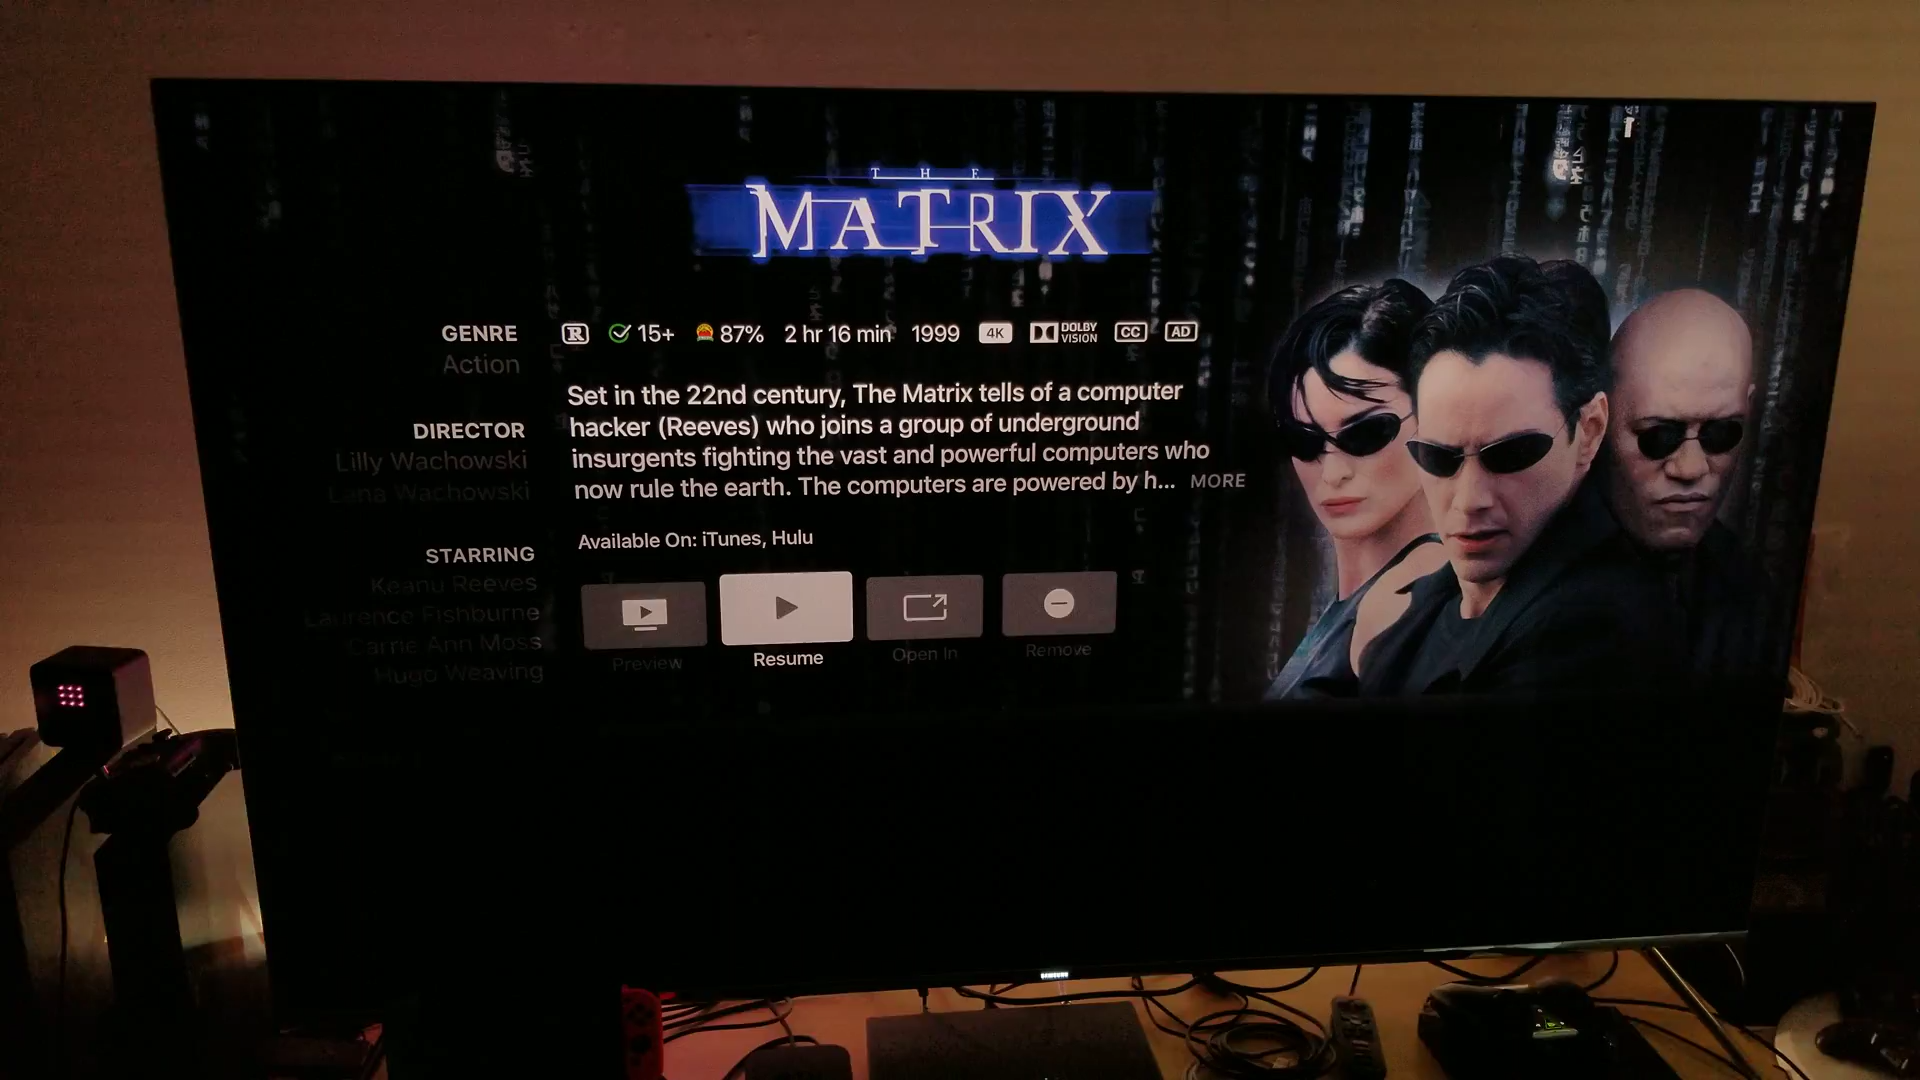 THE
MATRIX
GENRE
Action
DIRECTOR
Lilly Wachowski
Lana Wachowski
STARRING
Keanu Reeves
Laurence Fishburne
Carrie Ann Moss
Hugo Weaving
R 15+ 87% 2 hr 16 min 1999 4K DOLBY VISION CC AD
Set in the 22nd century, The Matrix tells of a computer
hacker (Reeves) who joins a group of underground
insurgents fighting the vast and powerful computers who
now rule the earth. The computers are powered by h... MORE
Available On: iTunes, Hulu
Preview Resume Open In Remove
SAMSUNG